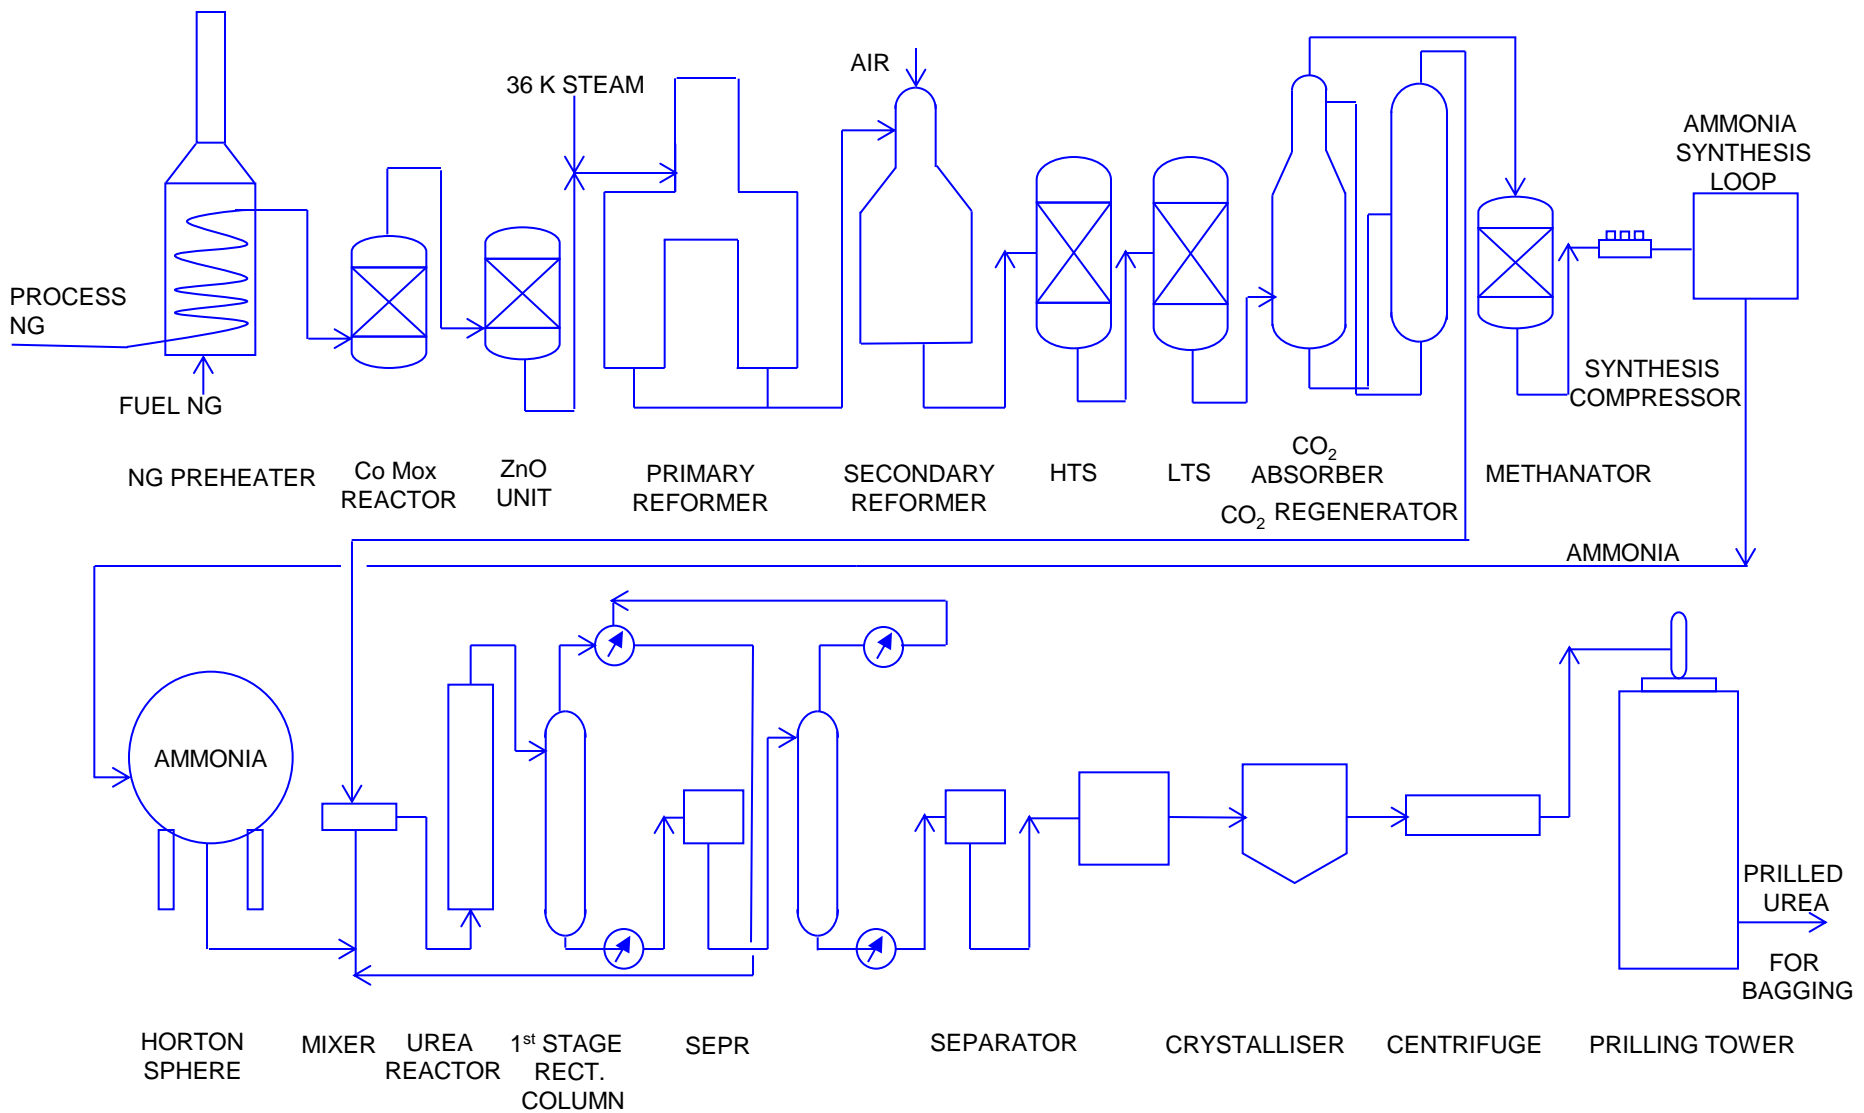 36 K STEAM
AIR
AMMONIA
SYNTHESIS
LOOP
PROCESS
NG
FUEL NG
SYNTHESIS
COMPRESSOR
NG PREHEATER
Co Mox
REACTOR
ZnO
UNIT
PRIMARY
REFORMER
SECONDARY
REFORMER
HTS
LTS
CO2
ABSORBER
CO2 REGENERATOR
METHANATOR
AMMONIA
AMMONIA
PRILLED
UREA
FOR
BAGGING
HORTON
SPHERE
MIXER
UREA
REACTOR
1st STAGE
RECT.
COLUMN
SEPR
SEPARATOR
CRYSTALLISER
CENTRIFUGE
PRILLING TOWER